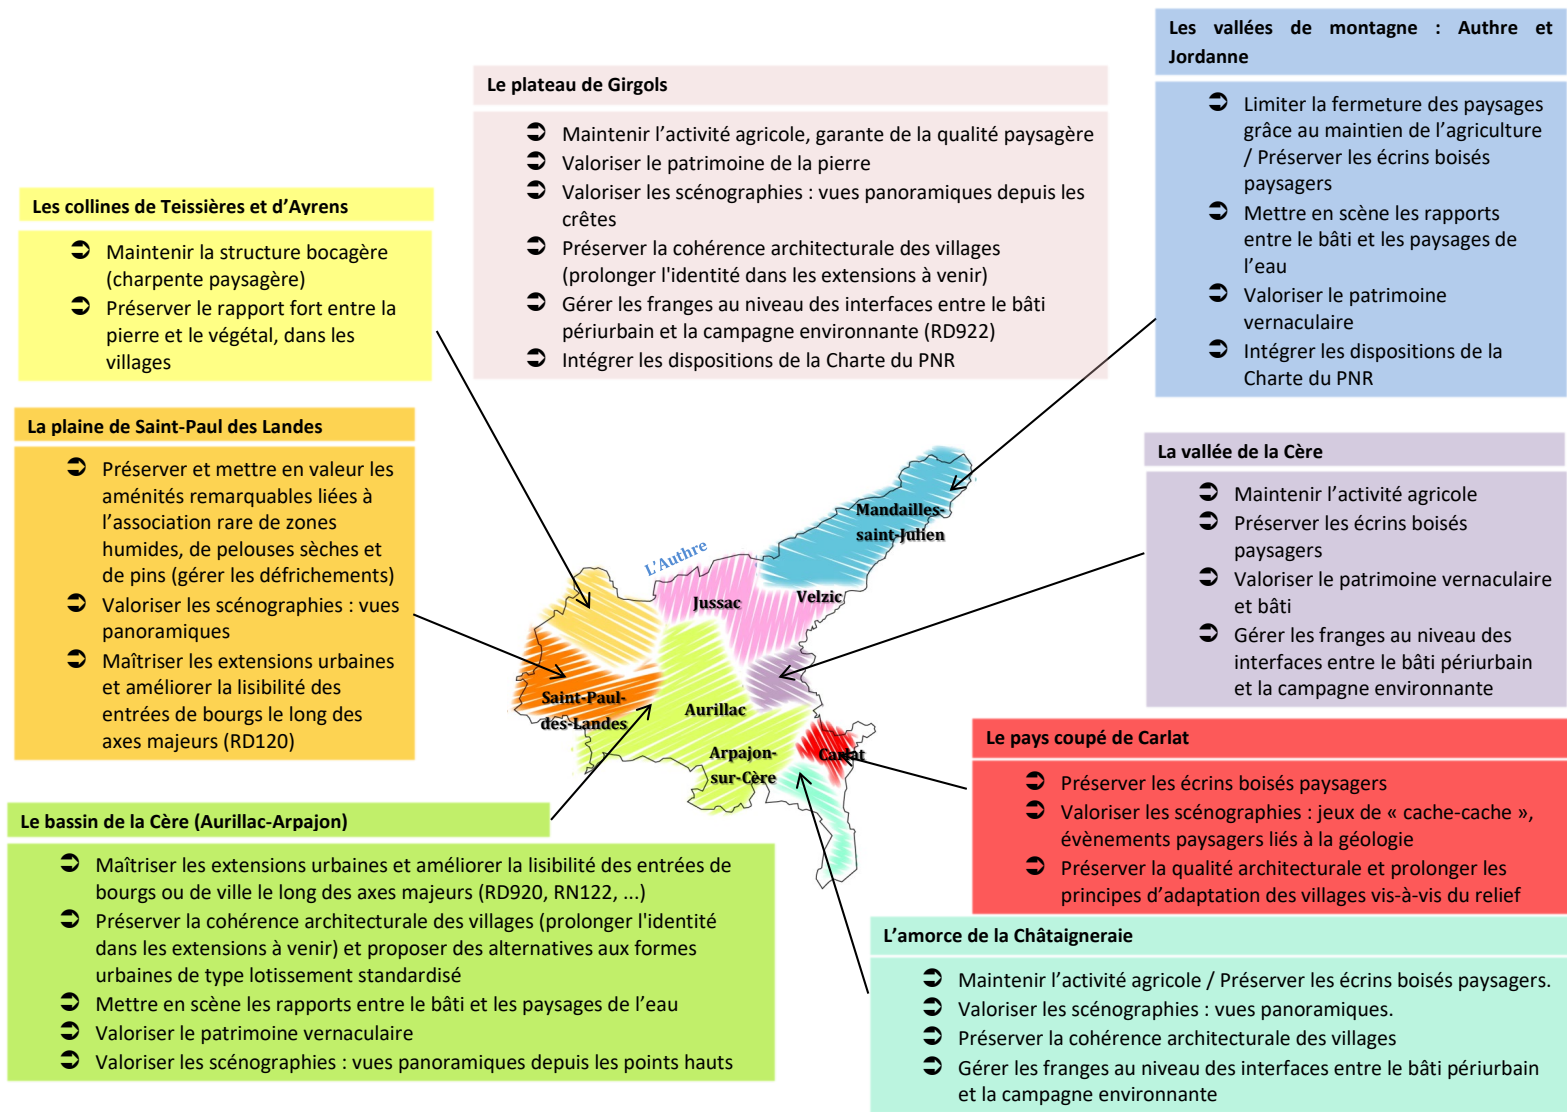 Les vallées de montagne : Authre et
Jordanne
Limiter la fermeture des paysages
grâce au maintien de l'agriculture
/ Préserver les écrins boisés
paysagers
Mettre en scène les rapports
entre le bâti et les paysages de
l'eau
Valoriser le patrimoine
vernaculaire
Intégrer les dispositions de la
Charte du PNR
Le plateau de Girgols
Maintenir l'activité agricole, garante de la qualité paysagère
Valoriser le patrimoine de la pierre
Valoriser les scénographies : vues panoramiques depuis les
crêtes
Préserver la cohérence architecturale des villages
(prolonger l'identité dans les extensions à venir)
Gérer les franges au niveau des interfaces entre le bâti
périurbain et la campagne environnante (RD922)
Intégrer les dispositions de la Charte du PNR
Les collines de Teissières et d'Ayrens
Maintenir la structure bocagère
(charpente paysagère)
Préserver le rapport fort entre la
pierre et le végétal, dans les
villages
La plaine de Saint-Paul des Landes
Préserver et mettre en valeur les
aménités remarquables liées à
l'association rare de zones
humides, de pelouses sèches et
de pins (gérer les défrichements)
Valoriser les scénographies : vues
panoramiques
Maîtriser les extensions urbaines
et améliorer la lisibilité des
entrées de bourgs le long des
axes majeurs (RD120)
La vallée de la Cère
Maintenir l'activité agricole
Préserver les écrins boisés
paysagers
Valoriser le patrimoine vernaculaire
et bâti
Gérer les franges au niveau des
interfaces entre le bâti périurbain
et la campagne environnante
Mandailles-
saint-Julien
L'Authre
Jussac
Velzic
Saint-Paul-
des-Landes
Aurillac
Arpajon-
sur-Cère
Carlat
Le pays coupé de Carlat
Préserver les écrins boisés paysagers
Valoriser les scénographies : jeux de « cache-cache »,
évènements paysagers liés à la géologie
Préserver la qualité architecturale et prolonger les
principes d'adaptation des villages vis-à-vis du relief
Le bassin de la Cère (Aurillac-Arpajon)
Maîtriser les extensions urbaines et améliorer la lisibilité des entrées de
bourgs ou de ville le long des axes majeurs (RD920, RN122, ...)
Préserver la cohérence architecturale des villages (prolonger l'identité
dans les extensions à venir) et proposer des alternatives aux formes
urbaines de type lotissement standardisé
Mettre en scène les rapports entre le bâti et les paysages de l'eau
Valoriser le patrimoine vernaculaire
Valoriser les scénographies : vues panoramiques depuis les points hauts
L'amorce de la Châtaigneraie
Maintenir l'activité agricole / Préserver les écrins boisés paysagers.
Valoriser les scénographies : vues panoramiques.
Préserver la cohérence architecturale des villages
Gérer les franges au niveau des interfaces entre le bâti périurbain
et la campagne environnante